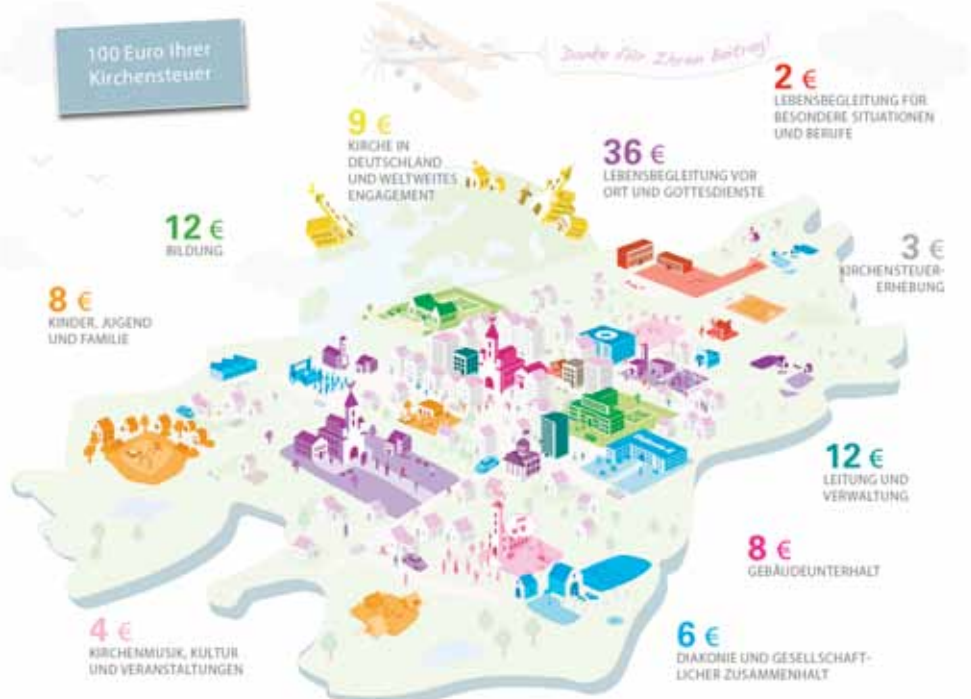 100 Euro Ihrer
Kirchensteuer
Danke für Ihren Beitrag!
2 €
LEBENSBEGLEITUNG FÜR
BESONDERE SITUATIONEN
UND BERUFE
9 €
KIRCHE IN
DEUTSCHLAND
UND WELTWEITES
ENGAGEMENT
36 €
LEBENSBEGLEITUNG VOR
ORT UND GOTTESDIENSTE
12 €
BILDUNG
3 €
KIRCHENSTEUER-
ERHEBUNG
8 €
KINDER, JUGEND
UND FAMILIE
12 €
LEITUNG UND
VERWALTUNG
8 €
GEBÄUDEUNTERHALT
4 €
KIRCHENMUSIK, KULTUR
UND VERANSTALTUNGEN
6 €
DIAKONIE UND GESELLSCHAFT-
LICHER ZUSAMMENHALT